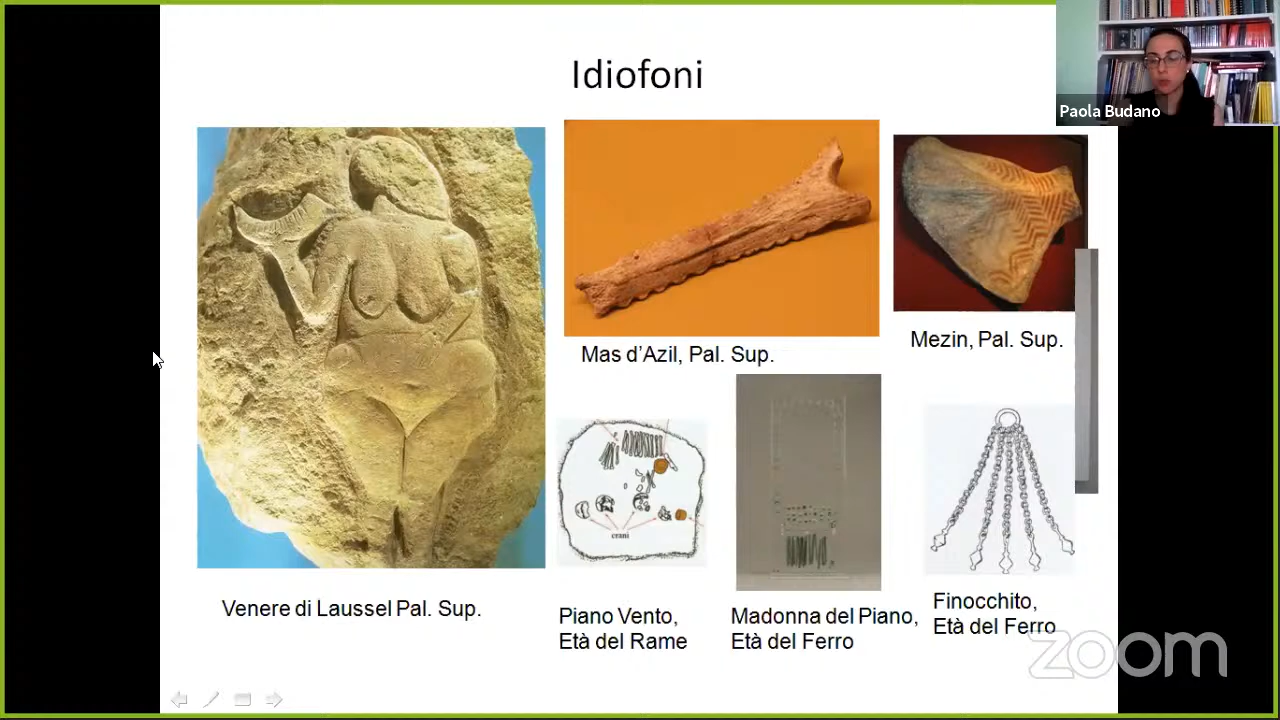 Idiofoni
Paola Budano
Mas d'Azil, Pal. Sup.
Mezin, Pal. Sup.
crani
Venere di Laussel Pal. Sup.
Piano Vento,
Età del Rame
Madonna del Piano,
Età del Ferro
Finocchito,
Età del Ferro
zoom